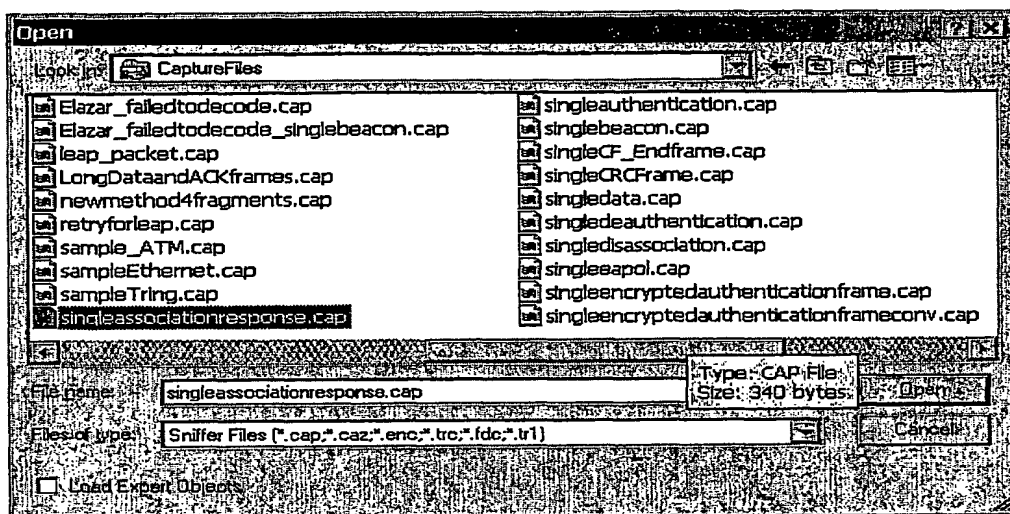 Open
Look in: CaptureFiles
Elazar_failedtodecode.cap
Elazar_failedtodecode_singlebeacon.cap
leap_packet.cap
LongDataandACKframes.cap
newmethod4fragments.cap
retryforleap.cap
sample_ATM.cap
sampleEthernet.cap
sampleTring.cap
singleassociationresponse.cap
singleauthentication.cap
singlebeacon.cap
singleCF_Endframe.cap
singleCRCFrame.cap
singledata.cap
singledeauthentication.cap
singledisassociation.cap
singleeapol.cap
singleencryptedauthenticationframe.cap
singleencryptedauthenticationframeconv.cap
Type: CAP File
Size: 340 bytes
File name: singleassociationresponse.cap
Open
Files of type: Sniffer Files (*.cap;*.caz;*.enc;*.trc;*.fdc;*.tr1)
Cancel
Load Expert Objects